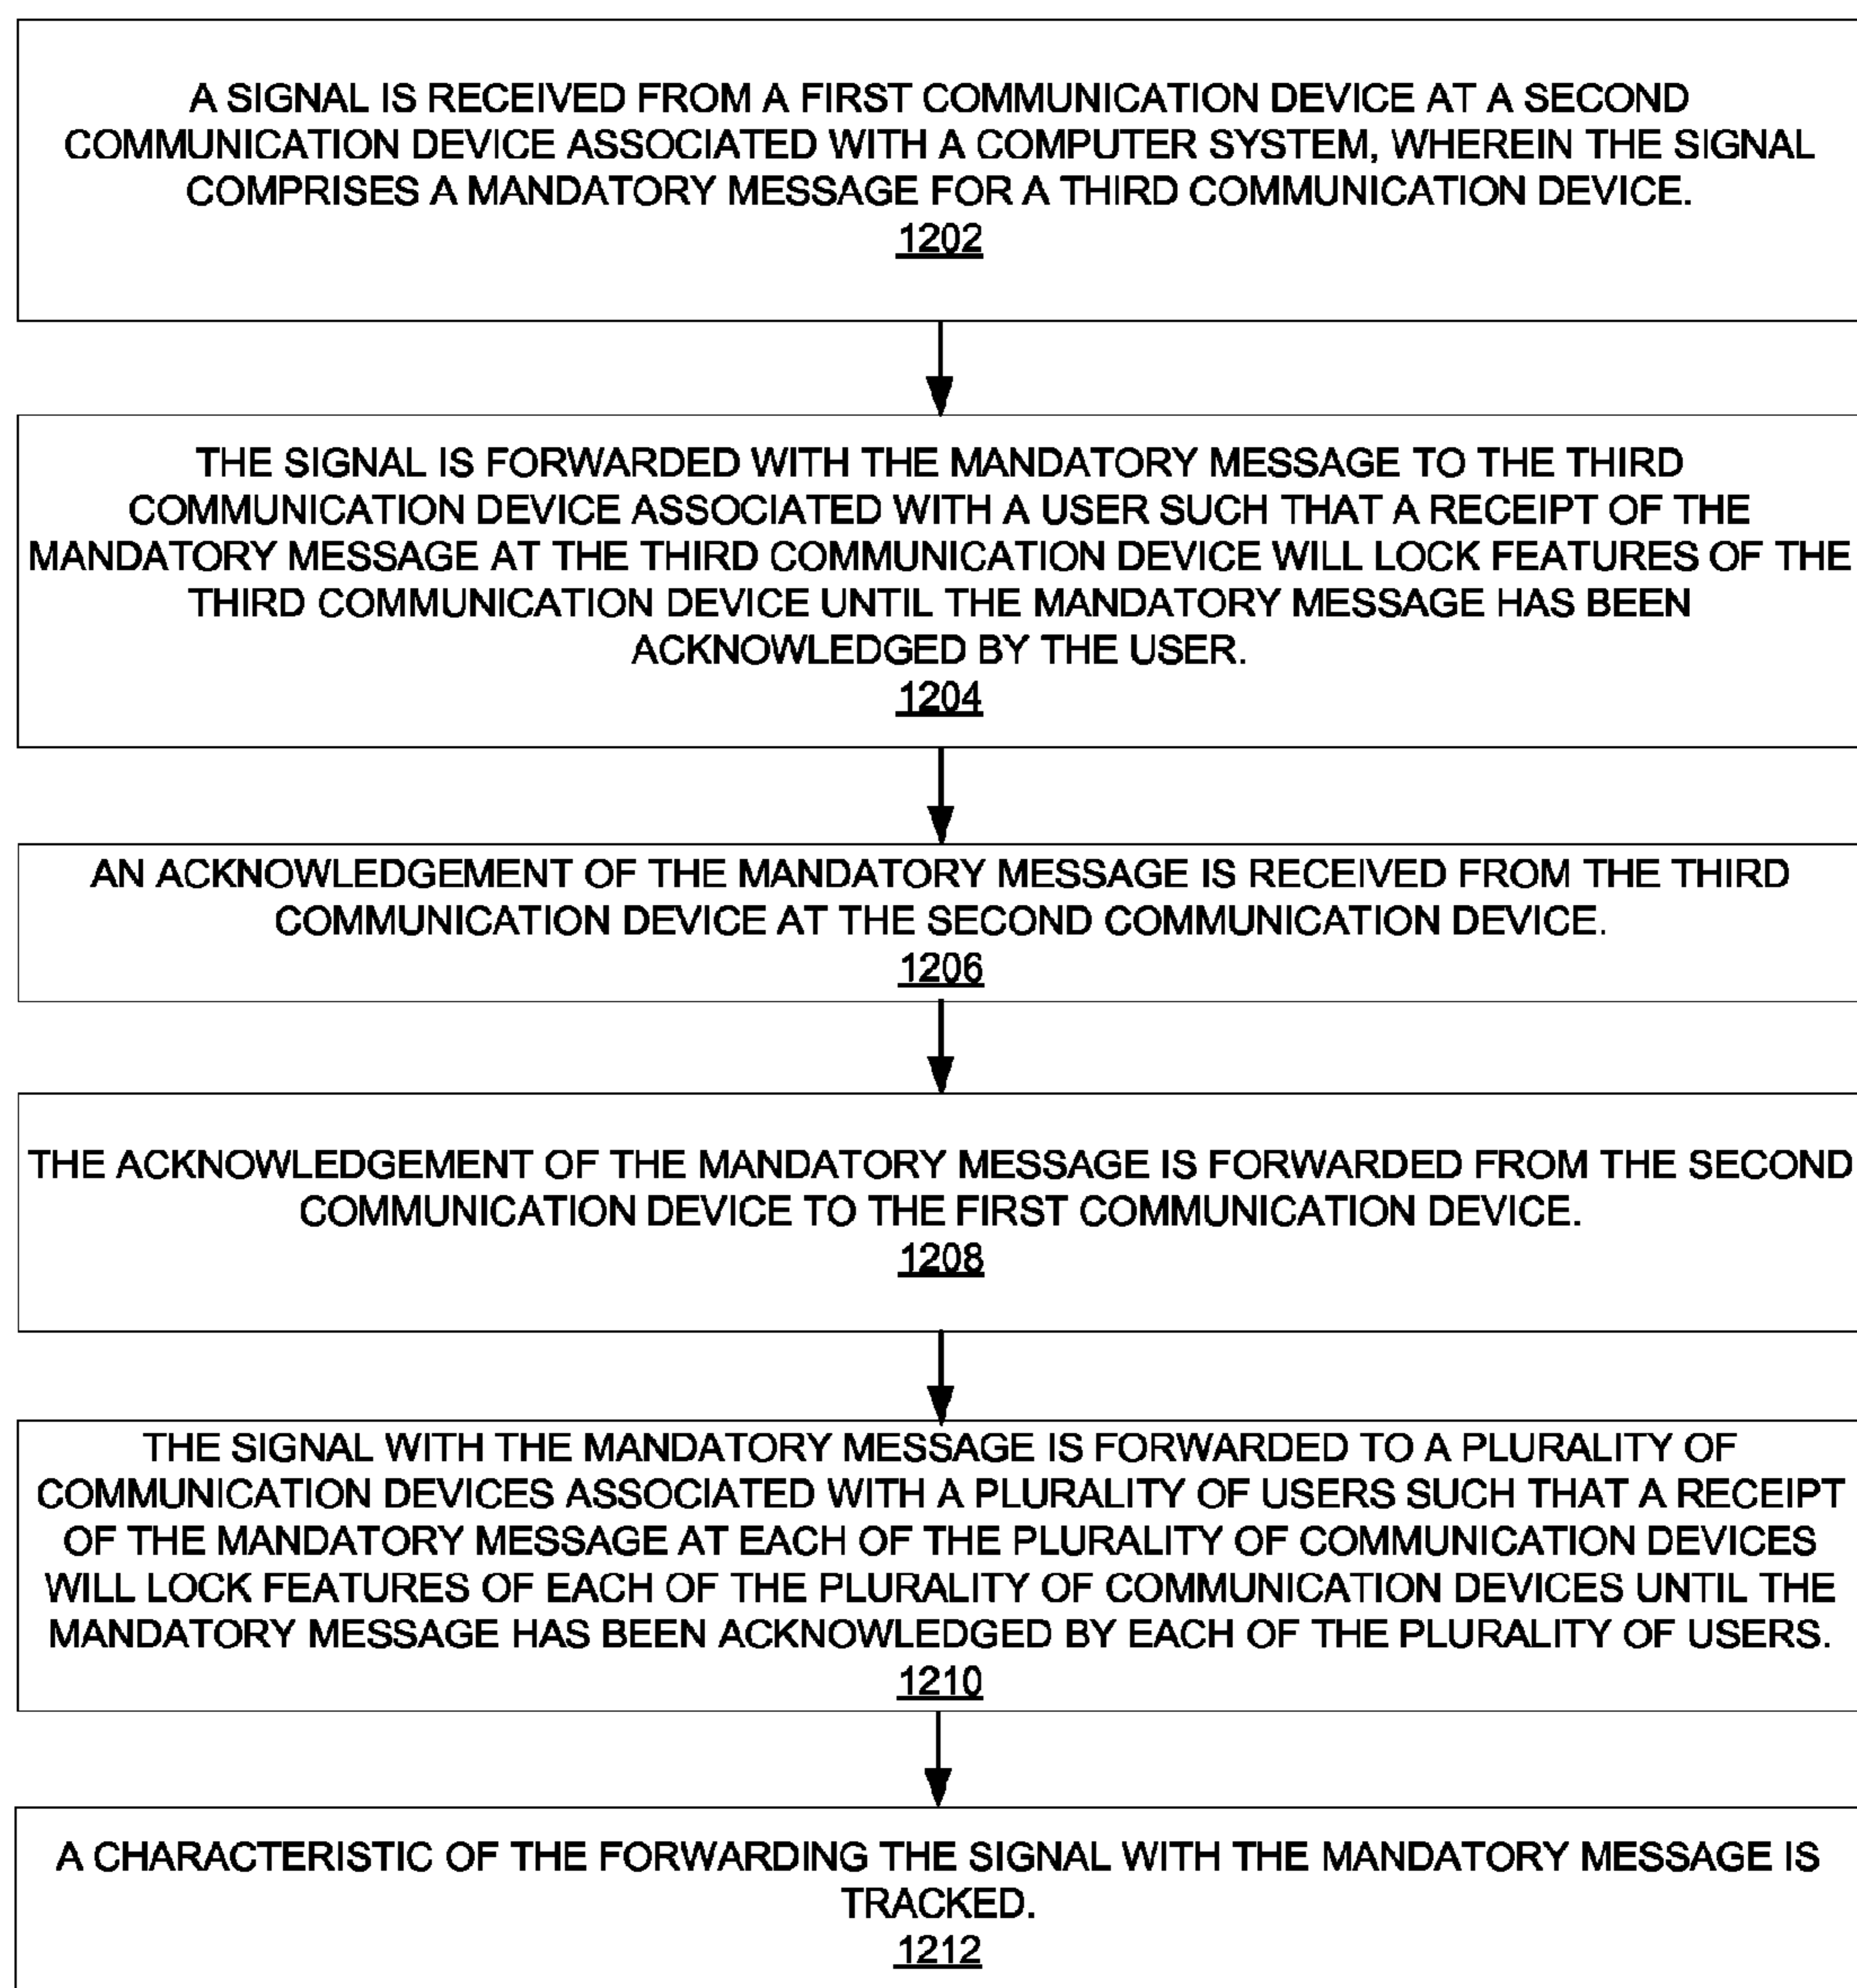 A SIGNAL IS RECEIVED FROM A FIRST COMMUNICATION DEVICE AT A SECOND
COMMUNICATION DEVICE ASSOCIATED WITH A COMPUTER SYSTEM, WHEREIN THE SIGNAL
COMPRISES A MANDATORY MESSAGE FOR A THIRD COMMUNICATION DEVICE.
1202
THE SIGNAL IS FORWARDED WITH THE MANDATORY MESSAGE TO THE THIRD
COMMUNICATION DEVICE ASSOCIATED WITH A USER SUCH THAT A RECEIPT OF THE
MANDATORY MESSAGE AT THE THIRD COMMUNICATION DEVICE WILL LOCK FEATURES OF THE
THIRD COMMUNICATION DEVICE UNTIL THE MANDATORY MESSAGE HAS BEEN
ACKNOWLEDGED BY THE USER.
1204
AN ACKNOWLEDGEMENT OF THE MANDATORY MESSAGE IS RECEIVED FROM THE THIRD
COMMUNICATION DEVICE AT THE SECOND COMMUNICATION DEVICE.
1206
THE ACKNOWLEDGEMENT OF THE MANDATORY MESSAGE IS FORWARDED FROM THE SECOND
COMMUNICATION DEVICE TO THE FIRST COMMUNICATION DEVICE.
1208
THE SIGNAL WITH THE MANDATORY MESSAGE IS FORWARDED TO A PLURALITY OF
COMMUNICATION DEVICES ASSOCIATED WITH A PLURALITY OF USERS SUCH THAT A RECEIPT
OF THE MANDATORY MESSAGE AT EACH OF THE PLURALITY OF COMMUNICATION DEVICES
WILL LOCK FEATURES OF EACH OF THE PLURALITY OF COMMUNICATION DEVICES UNTIL THE
MANDATORY MESSAGE HAS BEEN ACKNOWLEDGED BY EACH OF THE PLURALITY OF USERS.
1210
A CHARACTERISTIC OF THE FORWARDING THE SIGNAL WITH THE MANDATORY MESSAGE IS
TRACKED.
1212